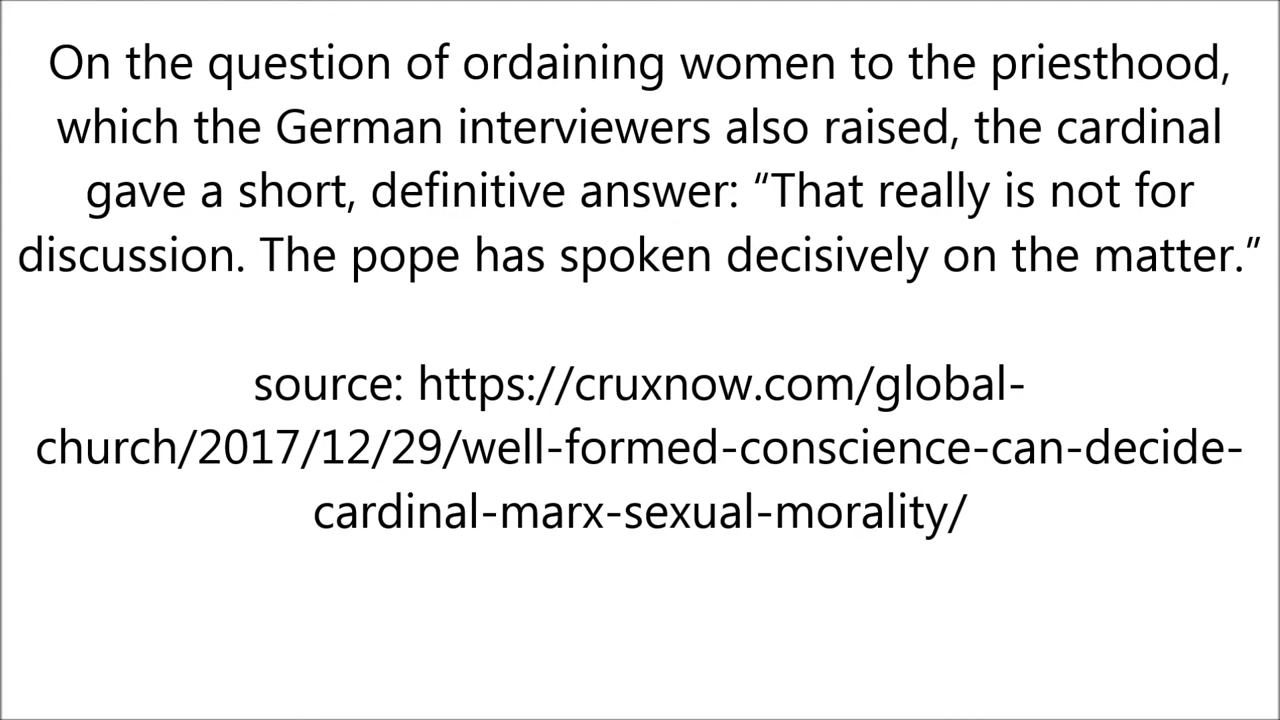 On the question of ordaining women to the priesthood,
which the German interviewers also raised, the cardinal
gave a short, definitive answer: “That really is not for
discussion. The pope has spoken decisively on the matter.”
source: https://cruxnow.com/global-
church/2017/12/29/well-formed-conscience-can-decide-
cardinal-marx-sexual-morality/